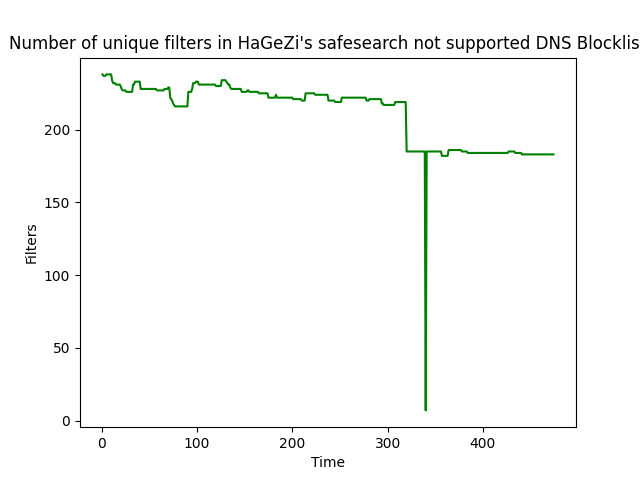 Number of unique filters in HaGeZi's safesearch not supported DNS Blocklis
Filters
200
150
100
50
0
0 100 200 300 400
Time